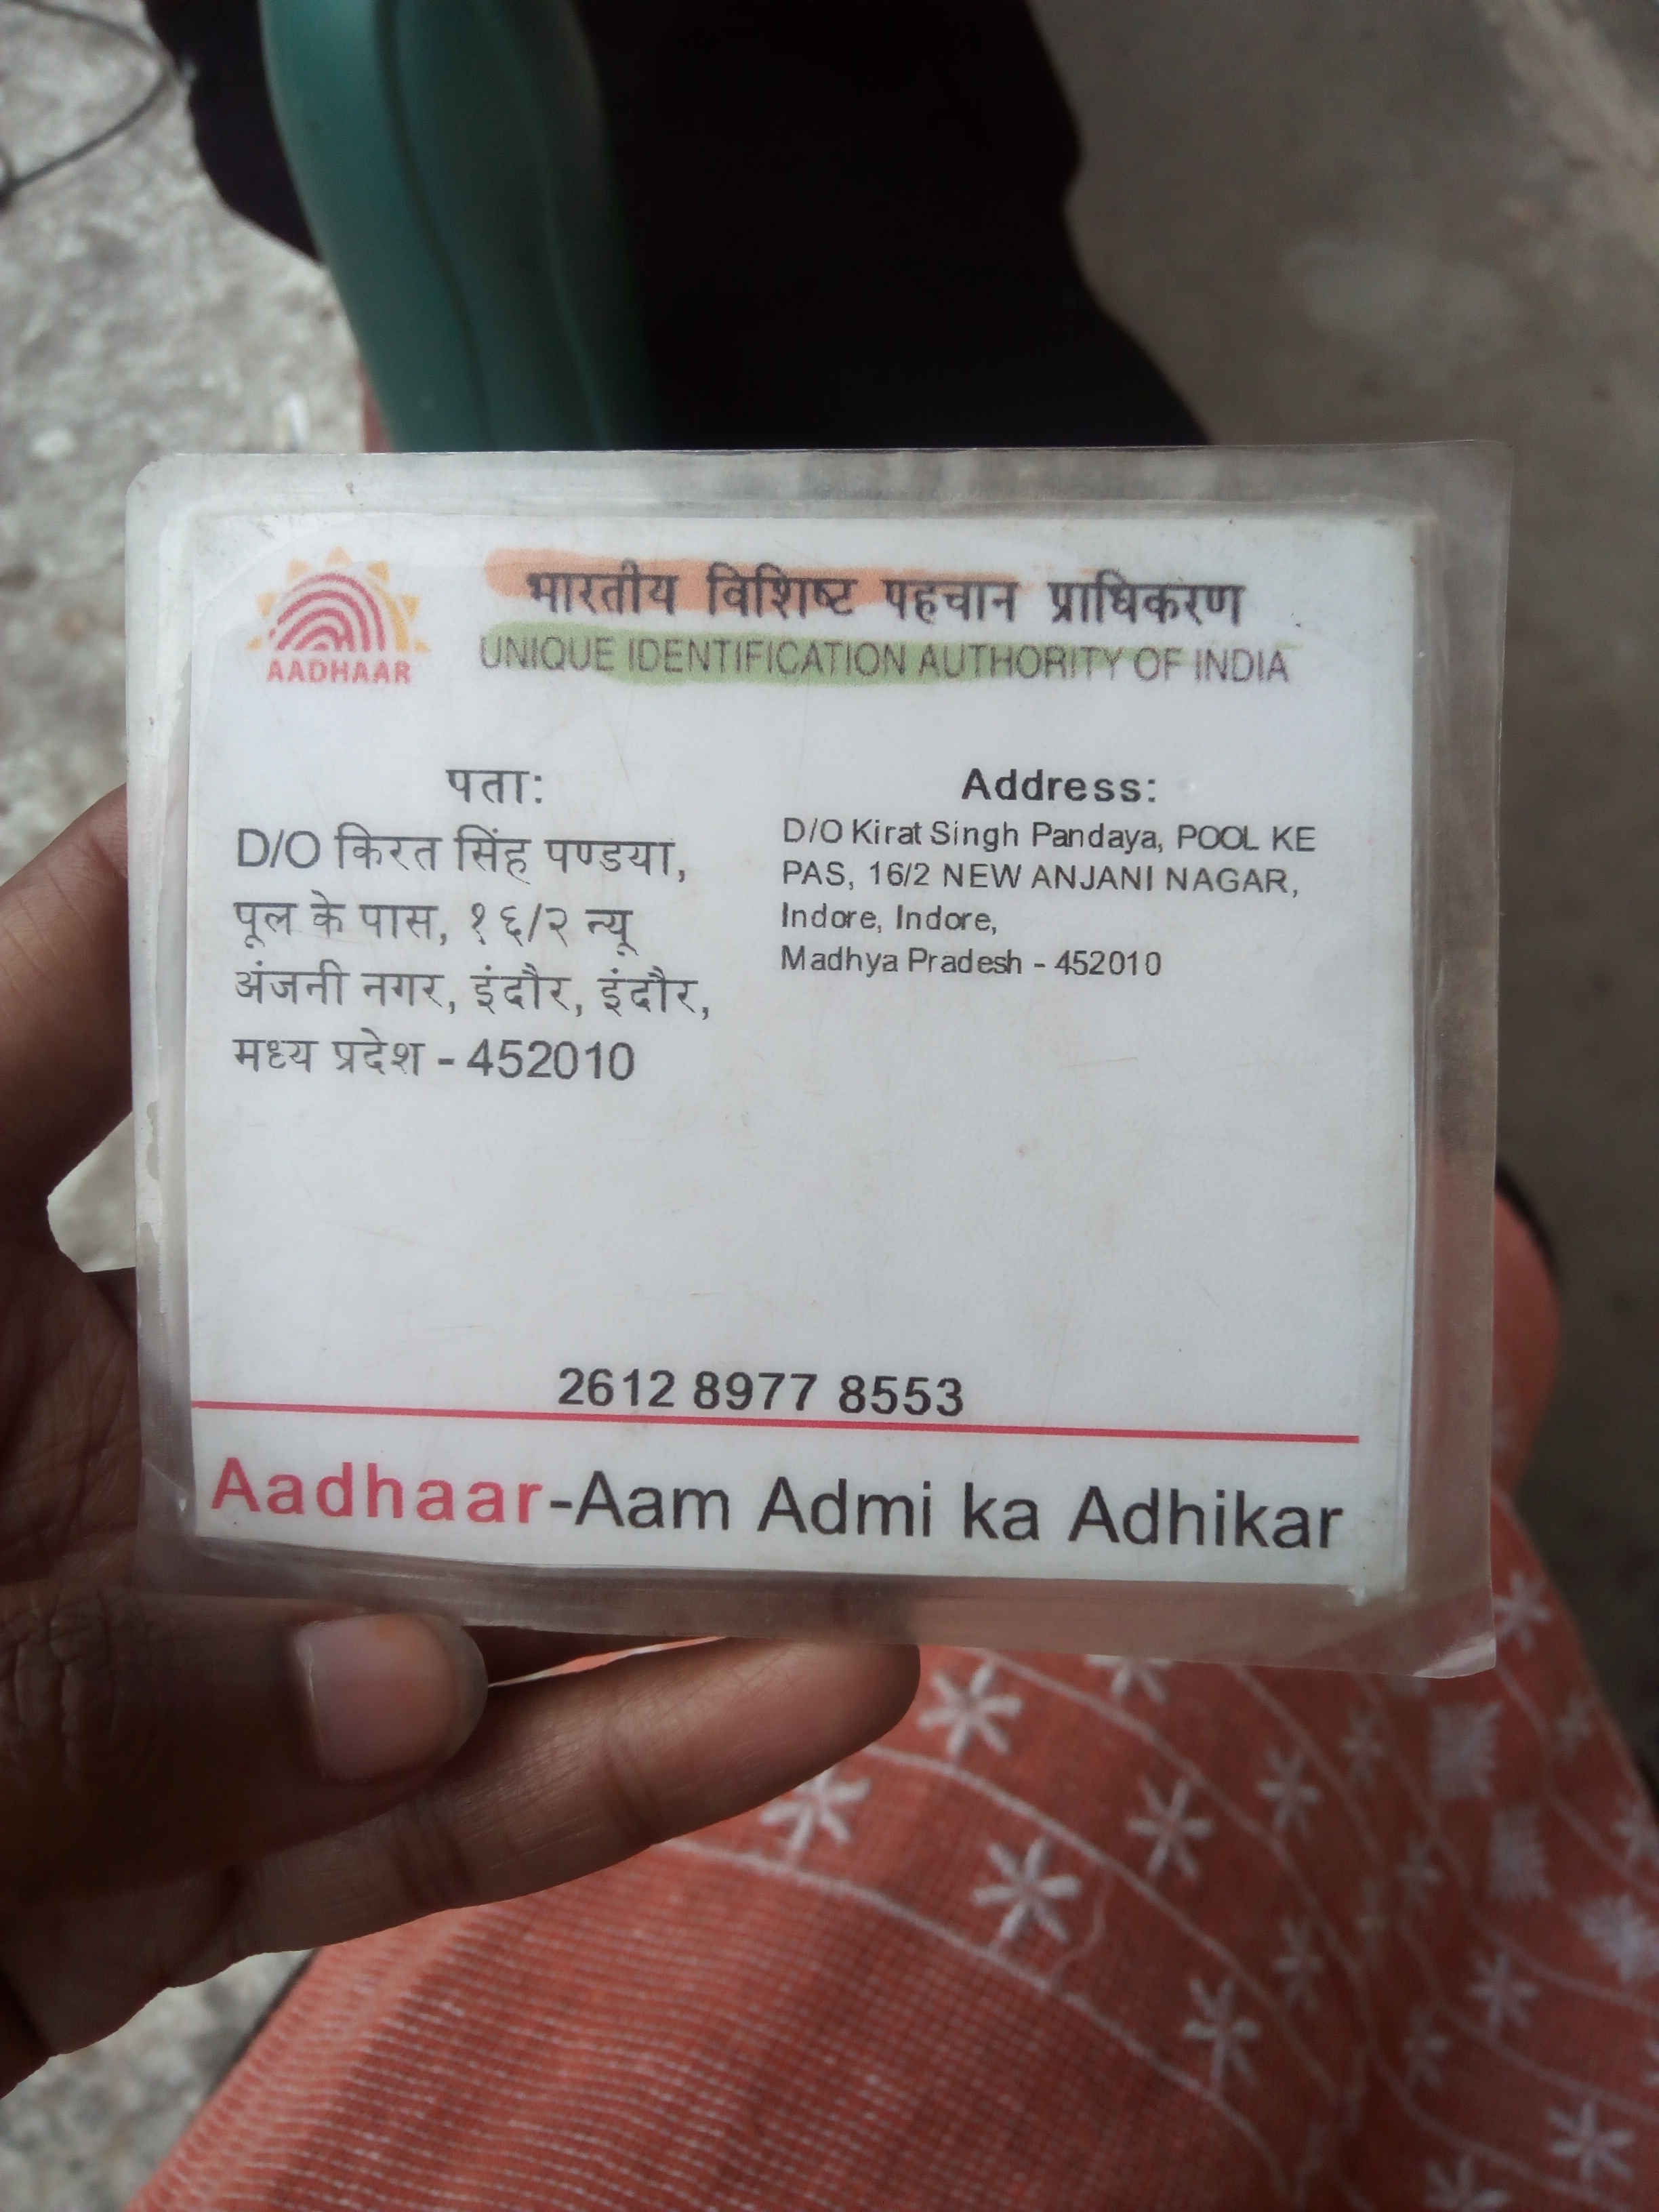 AADHAAR
भारतीय विशिष्ट पहचान प्राधिकरण
UNIQUE IDENTIFICATION AUTHORITY OF INDIA
पता:
D/O किरत सिंह पण्डया,
पूल के पास, १६/२ न्यू
अंजनी नगर, इंदौर, इंदौर,
मध्य प्रदेश - 452010
Address:
D/O Kirat Singh Pandaya, POOL KE
PAS, 16/2 NEW ANJANI NAGAR,
Indore, Indore,
Madhya Pradesh - 452010
2612 8977 8553
Aadhaar-Aam Admi ka Adhikar